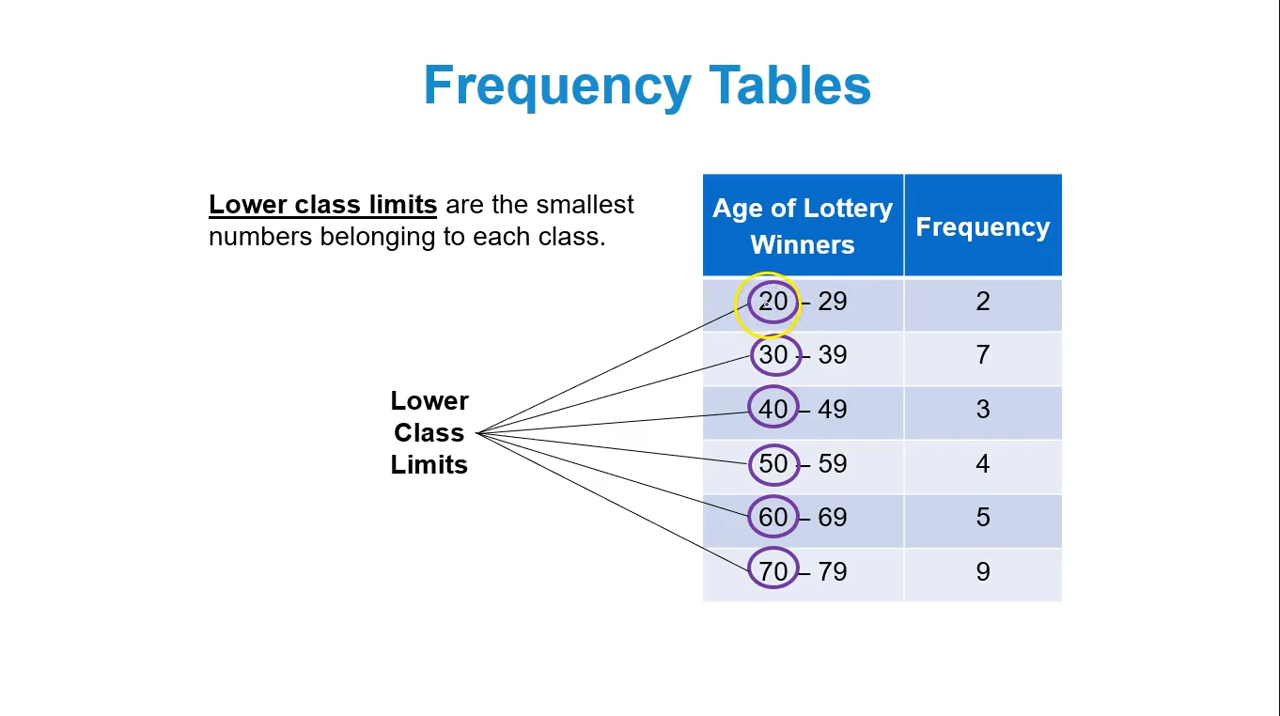 Frequency Tables
Lower class limits are the smallest
numbers belonging to each class.
Lower
Class
Limits
Age of Lottery
Winners
Frequency
20 – 29 2
30 – 39 7
40 – 49 3
50 – 59 4
60 – 69 5
70 – 79 9